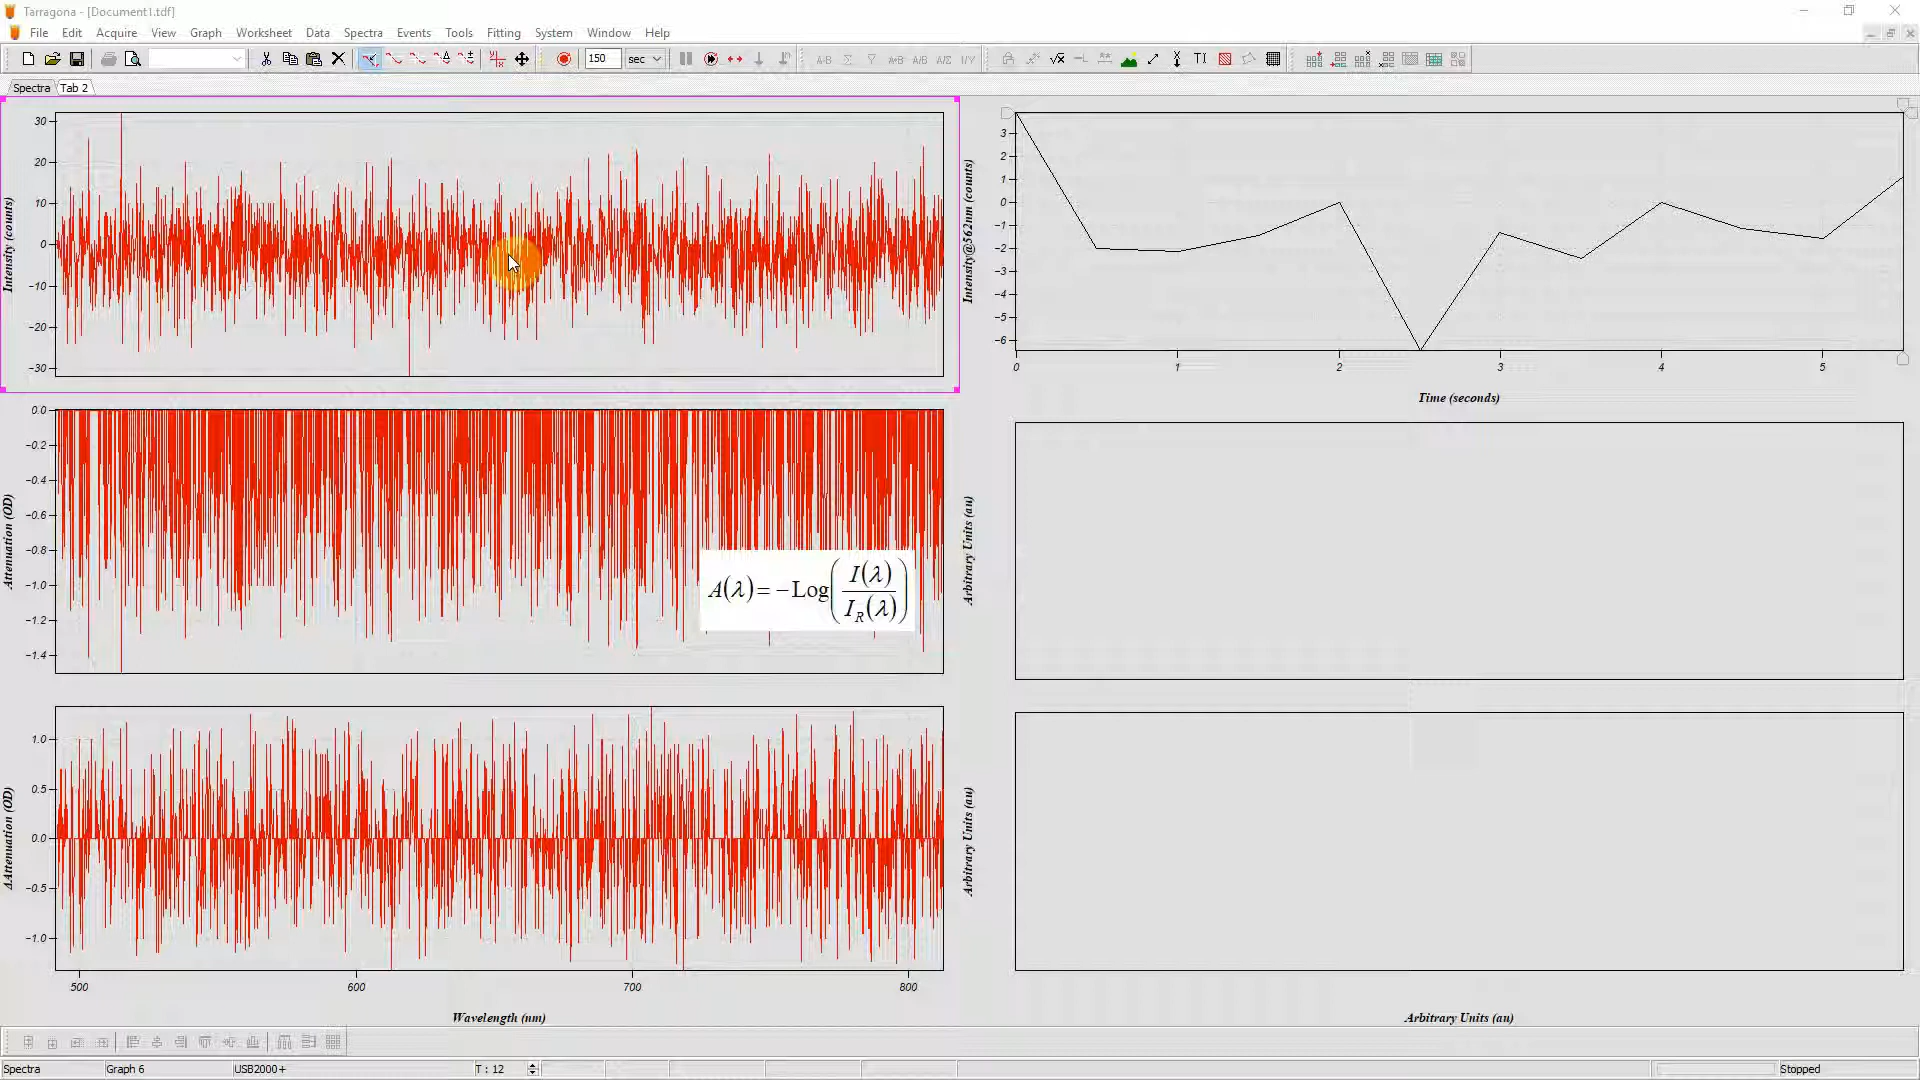 Tarragona - [Document1.tdf]
File Edit Acquire View Spectra Graph Worksheet Data Spectra Events Tools Fitting System Window Help
150 sec A-B Σ A+B A/B A/Σ 1/Y √x TI
Spectra Tab 2
Intensity (counts)
30
20
10
0
−10
−20
−30
Intensity@562nm (counts)
3
2
1
0
−1
−2
−3
−4
−5
−6
0 1 2 3 4 5
Time (seconds)
Attenuation (OD)
0.0
−0.2
−0.4
−0.6
−0.8
−1.0
−1.2
−1.4
A(λ)=−Log(I(λ)/I_R(λ))
Arbitrary Units (au)
ΔAttenuation (OD)
1.0
0.5
0.0
−0.5
−1.0
500 600 700 800
Wavelength (nm)
Arbitrary Units (au)
Arbitrary Units (au)
Spectra Graph 6 USB2000+ T : 12 Stopped